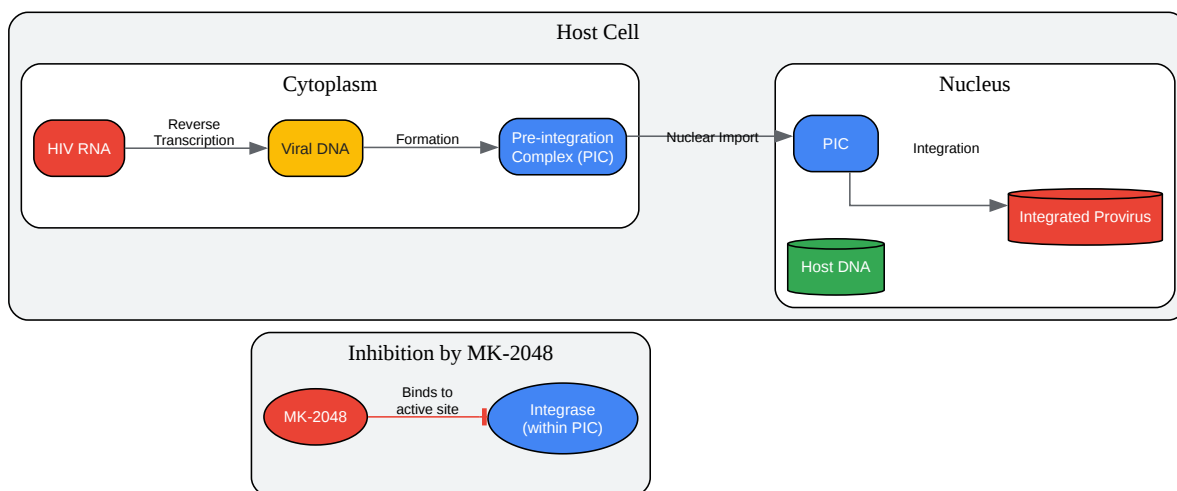 Host Cell
Cytoplasm
HIV RNA
Reverse
Transcription
Viral DNA
Formation
Pre-integration
Complex (PIC)
Nuclear Import
Nucleus
PIC
Integration
Integrated Provirus
Host DNA
Inhibition by MK-2048
MK-2048
Binds to
active site
Integrase
(within PIC)